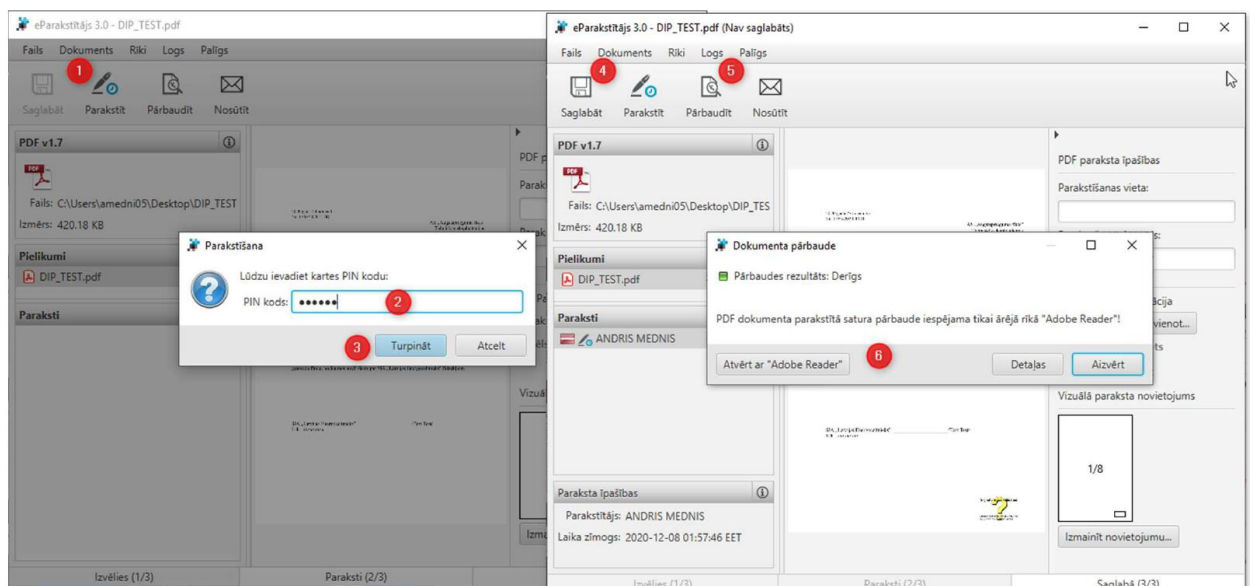 eParakstītājs 3.0 - DIP_TEST.pdf
Fails Dokuments Rīki Logs Palīgs
1
Saglabāt Parakstīt Pārbaudīt Nosūtīt
PDF v1.7
PDF
Fails: C:\Users\amedni05\Desktop\DIP_TEST
Izmērs: 420.18 KB
Pielikumi
DIP_TEST.pdf
Paraksti
Parakstīšana
Lūdzu ievadiet kartes PIN kodu:
PIN kods: ●●●●●●
2
3
Turpināt Atcelt
Izvēlies (1/3) Paraksti (2/3)
eParakstītājs 3.0 - DIP_TEST.pdf (Nav saglabāts)
Fails Dokuments Rīki Logs Palīgs
4 5
Saglabāt Parakstīt Pārbaudīt Nosūtīt
PDF v1.7
PDF
Fails: C:\Users\amedni05\Desktop\DIP_TES
Izmērs: 420.18 KB
Pielikumi
DIP_TEST.pdf
Paraksti
ANDRIS MEDNIS
Paraksta īpašības
Parakstītājs: ANDRIS MEDNIS
Laika zīmogs: 2020-12-08 01:57:46 EET
PDF paraksta īpašības
Parakstīšanas vieta:
Dokumenta pārbaude
Pārbaudes rezultāts: Derīgs
PDF dokumenta parakstītā satura pārbaude iespējama tikai ārējā rīkā "Adobe Reader"!
Atvērt ar "Adobe Reader" 6 Detaļas Aizvērt
Vizuālā paraksta novietojums
1/8
Izmainīt novietojumu...
Izvēlies (1/3) Paraksti (2/3) Saglabā (3/3)